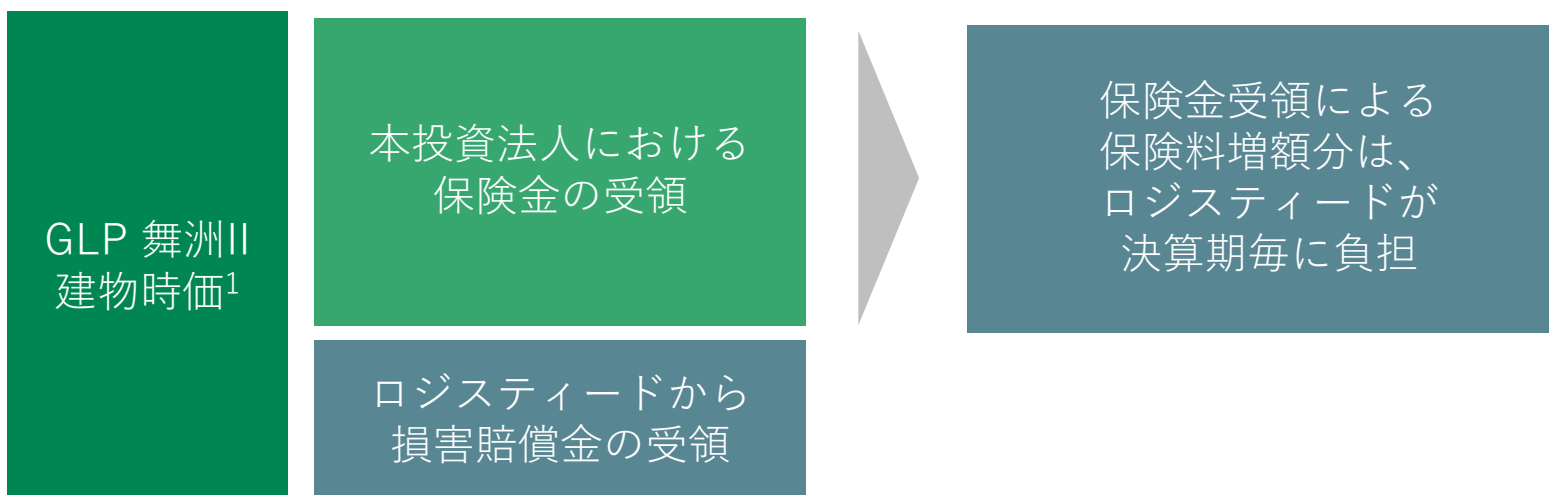 GLP 舞洲II
建物時価1
本投資法人における
保険金の受領
ロジスティードから
損害賠償金の受領
保険金受領による
保険料増額分は、
ロジスティードが
決算期毎に負担